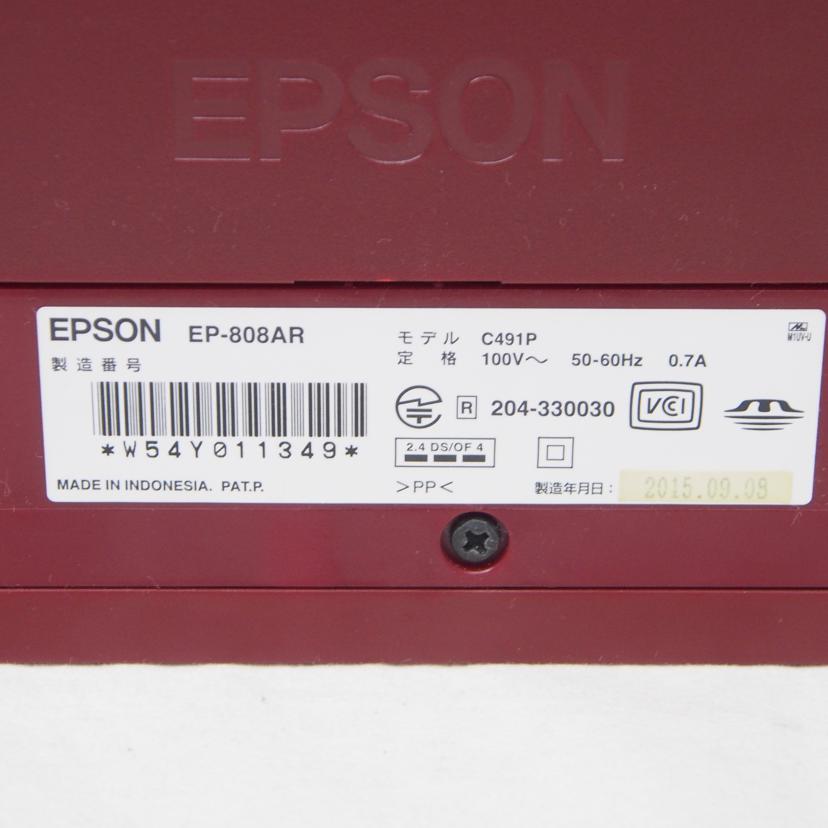 EPSON
EPSON EP-808AR
製造番号
*W54Y011349*
MADE IN INDONESIA. PAT.P.
モデル C491P
定格 100V～ 50-60Hz 0.7A
R 204-330030 VCCI
2.4 DS/OF 4
>PP<
製造年月日: 2015.09.08
M1UV-U